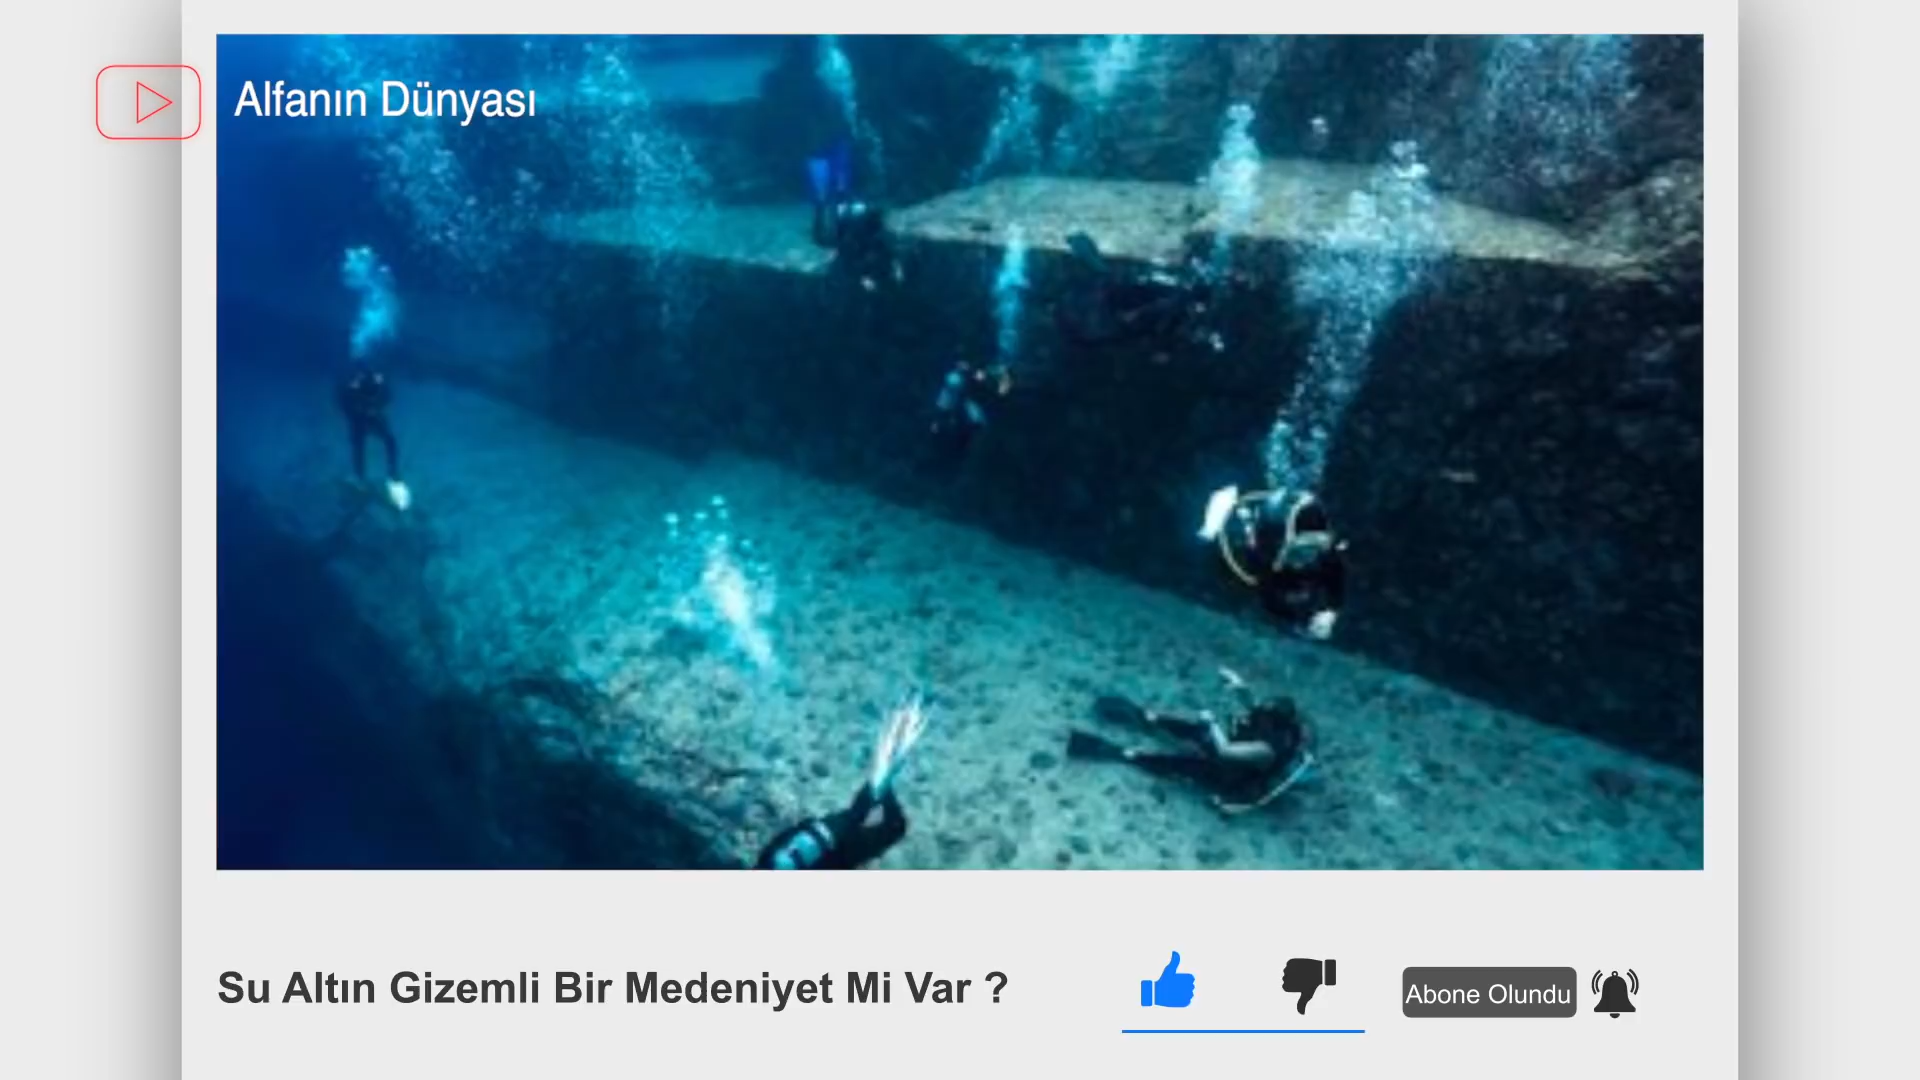 Alfanın Dünyası
Su Altın Gizemli Bir Medeniyet Mi Var ?
Abone Olundu